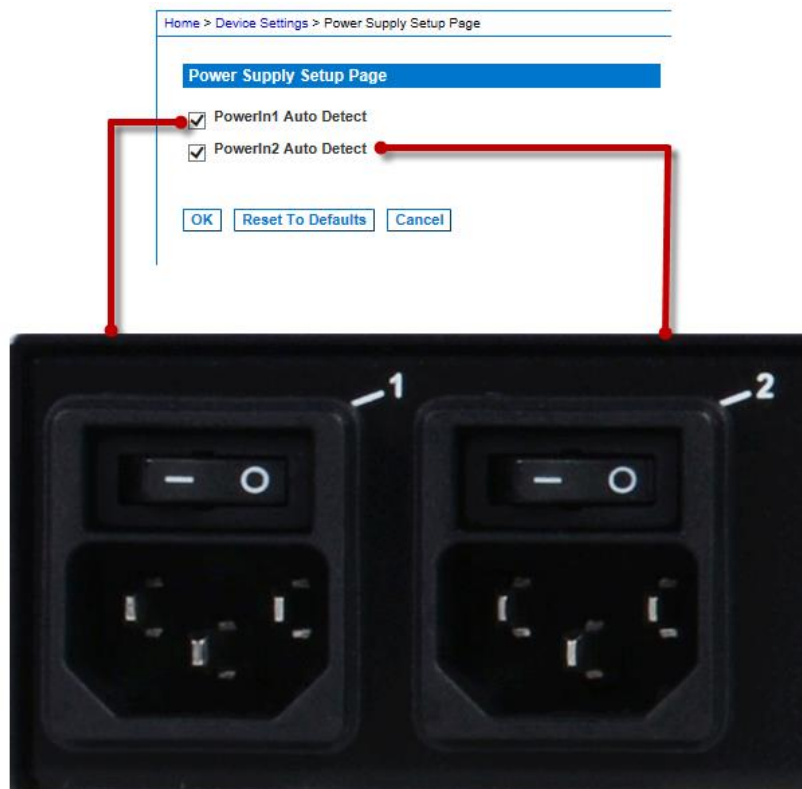 Home > Device Settings > Power Supply Setup Page
Power Supply Setup Page
PowerIn1 Auto Detect
PowerIn2 Auto Detect
OK Reset To Defaults Cancel
1 2